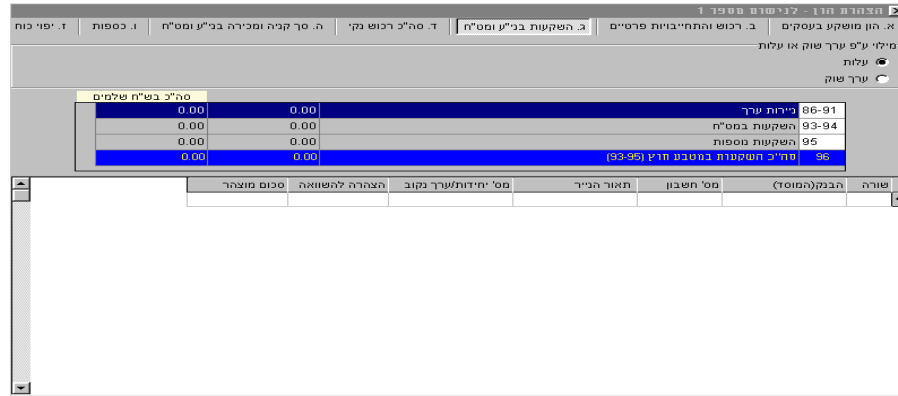 הצהרת הון - לנישום מספר 1
א. הון מושקע בעסקים ב. רכוש והתחייבויות פרטיים ג. השקעות בני"ע ומט"ח ד. סה"כ רכוש נקי ה. סך קניה ומכירה בני"ע ומט"ח ו. כספות ז. יפוי כוח
מילוי ע"פ ערך שוק או עלות
עלות
ערך שוק
סה"כ בש"ח שלמים
86-91 ניירות ערך 0.00 0.00
93-94 השקעות במט"ח 0.00 0.00
95 השקעות נוספות 0.00 0.00
96 סה"כ השקעות במטבע חוץ (93-95) 0.00 0.00
שורה הבנק(המוסד) מס' חשבון תאור הנייר מס' יחידות/ערך נקוב הצהרה להשוואה סכום מוצהר